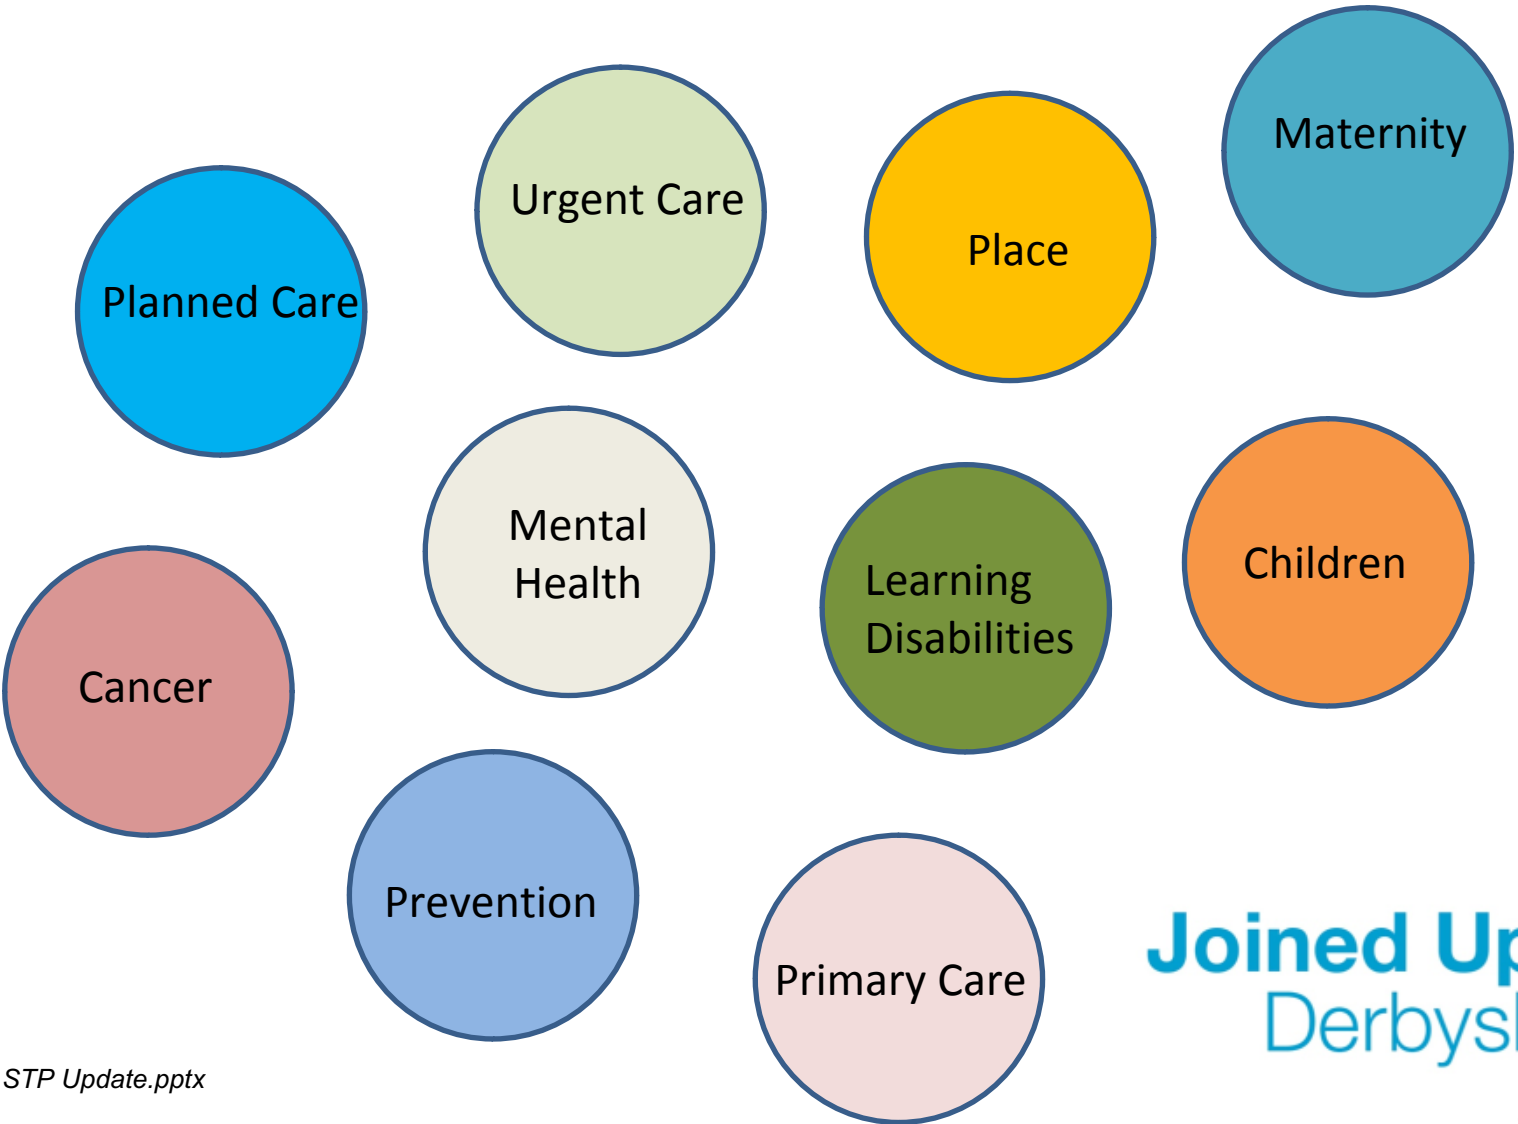 Maternity
Urgent Care
Place
Planned Care
Mental
Health
Learning
Disabilities
Children
Cancer
Prevention
Primary Care
Joined Up
STP Update.pptx